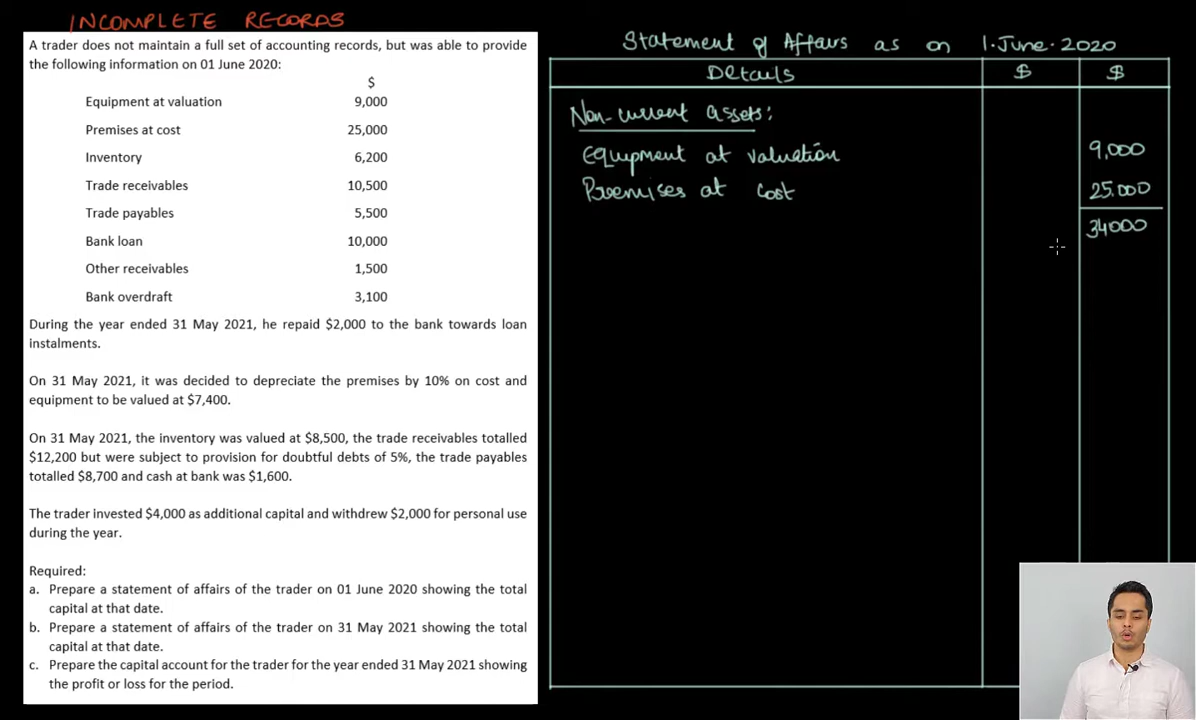 INCOMPLETE RECORDS
A trader does not maintain a full set of accounting records, but was able to provide
the following information on 01 June 2020:
$
Equipment at valuation 9,000
Premises at cost 25,000
Inventory 6,200
Trade receivables 10,500
Trade payables 5,500
Bank loan 10,000
Other receivables 1,500
Bank overdraft 3,100
During the year ended 31 May 2021, he repaid $2,000 to the bank towards loan
instalments.
On 31 May 2021, it was decided to depreciate the premises by 10% on cost and
equipment to be valued at $7,400.
On 31 May 2021, the inventory was valued at $8,500, the trade receivables totalled
$12,200 but were subject to provision for doubtful debts of 5%, the trade payables
totalled $8,700 and cash at bank was $1,600.
The trader invested $4,000 as additional capital and withdrew $2,000 for personal use
during the year.
Required:
a. Prepare a statement of affairs of the trader on 01 June 2020 showing the total
capital at that date.
b. Prepare a statement of affairs of the trader on 31 May 2021 showing the total
capital at that date.
c. Prepare the capital account for the trader for the year ended 31 May 2021 showing
the profit or loss for the period.
Statement of Affairs as on 1.June.2020
Details $ $
Non-current assets:
Equipment at valuation 9,000
Premises at cost 25.000
34000